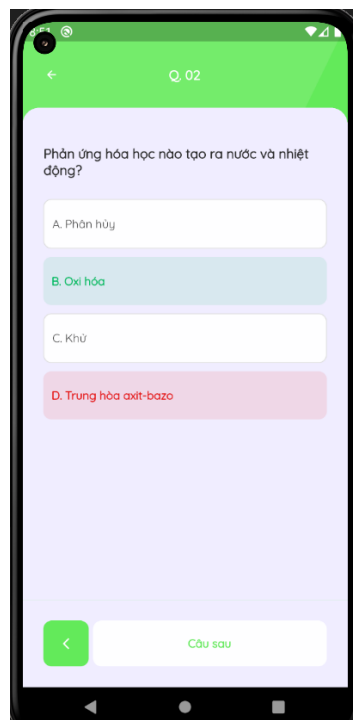 Q. 02
Phản ứng hóa học nào tạo ra nước và nhiệt
động?
A. Phân hủy
B. Oxi hóa
C. Khử
D. Trung hòa axit-bazo
Câu sau